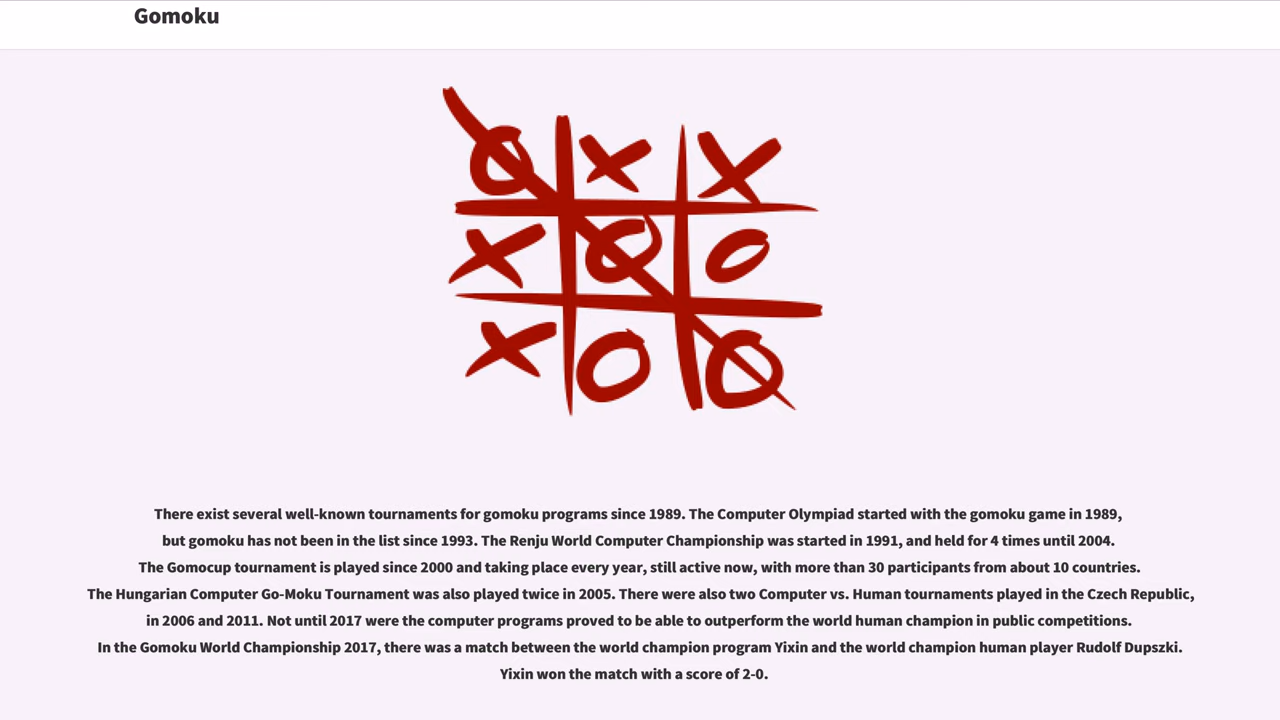 Gomoku
There exist several well-known tournaments for gomoku programs since 1989. The Computer Olympiad started with the gomoku game in 1989,
but gomoku has not been in the list since 1993. The Renju World Computer Championship was started in 1991, and held for 4 times until 2004.
The Gomocup tournament is played since 2000 and taking place every year, still active now, with more than 30 participants from about 10 countries.
The Hungarian Computer Go-Moku Tournament was also played twice in 2005. There were also two Computer vs. Human tournaments played in the Czech Republic,
in 2006 and 2011. Not until 2017 were the computer programs proved to be able to outperform the world human champion in public competitions.
In the Gomoku World Championship 2017, there was a match between the world champion program Yixin and the world champion human player Rudolf Dupszki.
Yixin won the match with a score of 2-0.